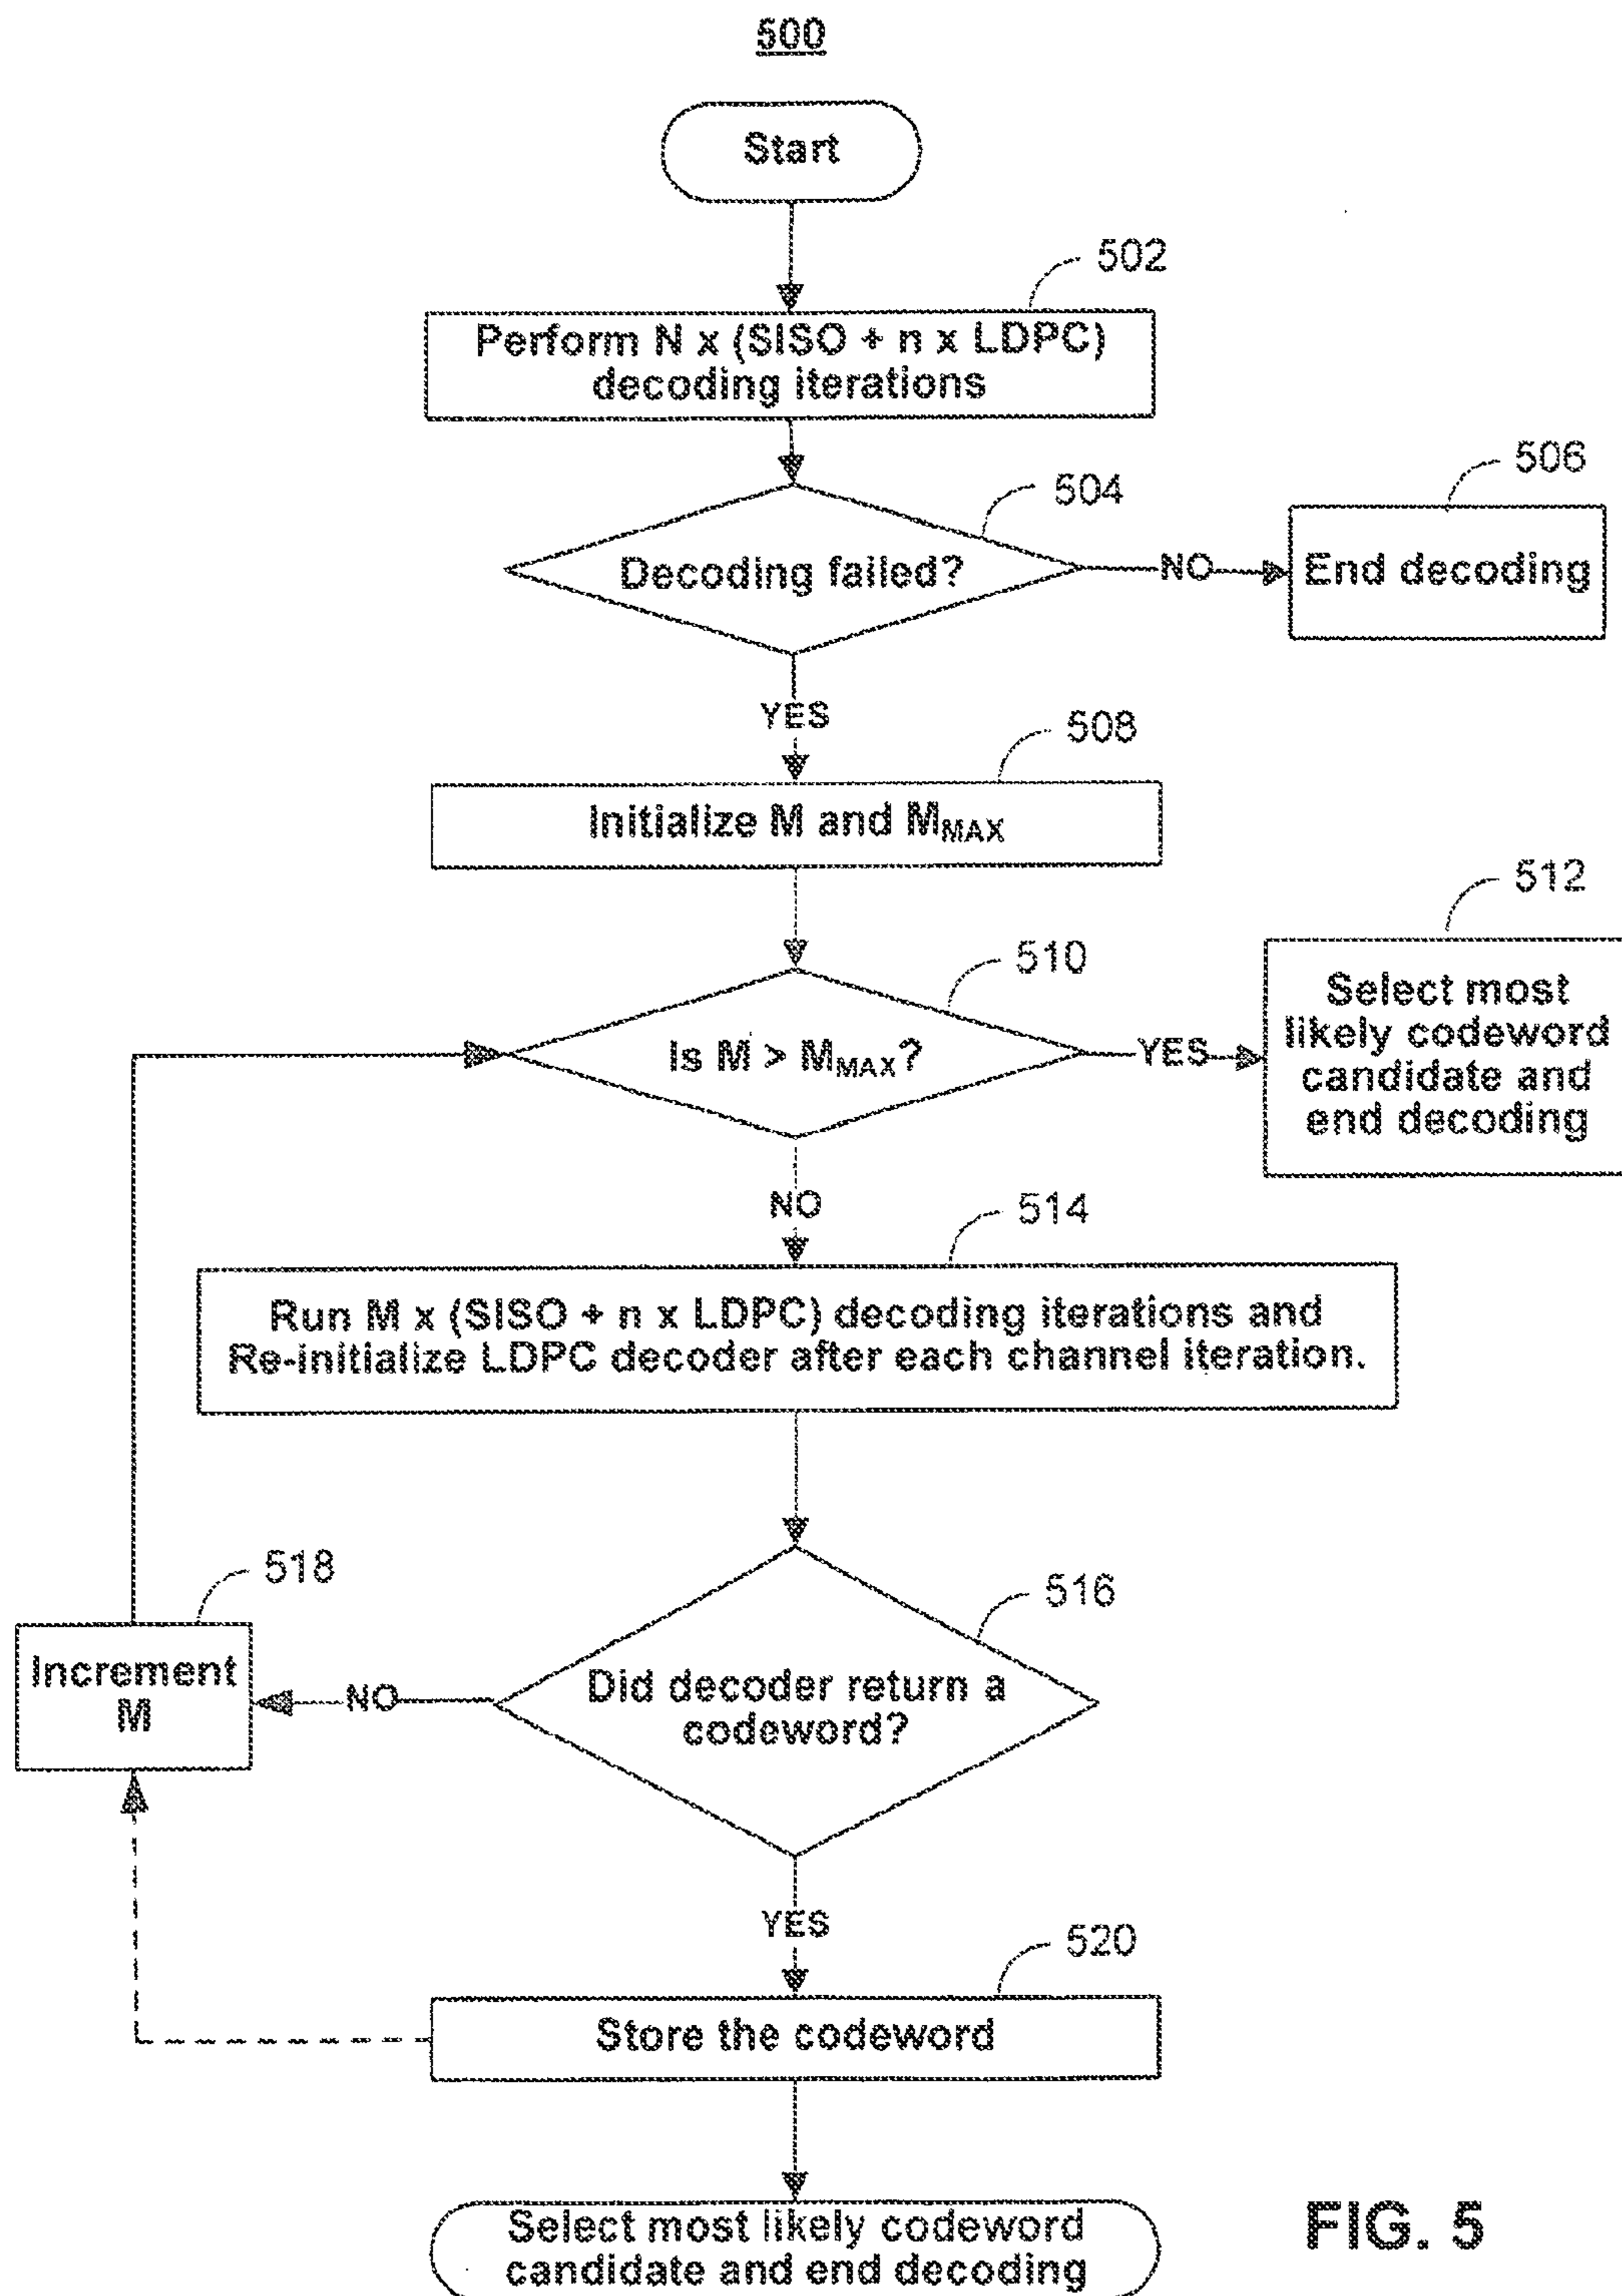 500
Start
502
Perform N x (SISO + n x LDPC)
decoding iterations
504
Decoding failed?
NO
506
End decoding
YES
508
Initialize M and MMAX
510
Is M > MMAX?
YES
512
Select most
likely codeword
candidate and
end decoding
NO
514
Run M x (SISO + n x LDPC) decoding iterations and
Re-initialize LDPC decoder after each channel iteration.
516
Did decoder return a
codeword?
NO
518
Increment
M
YES
520
Store the codeword
Select most likely codeword
candidate and end decoding
FIG. 5